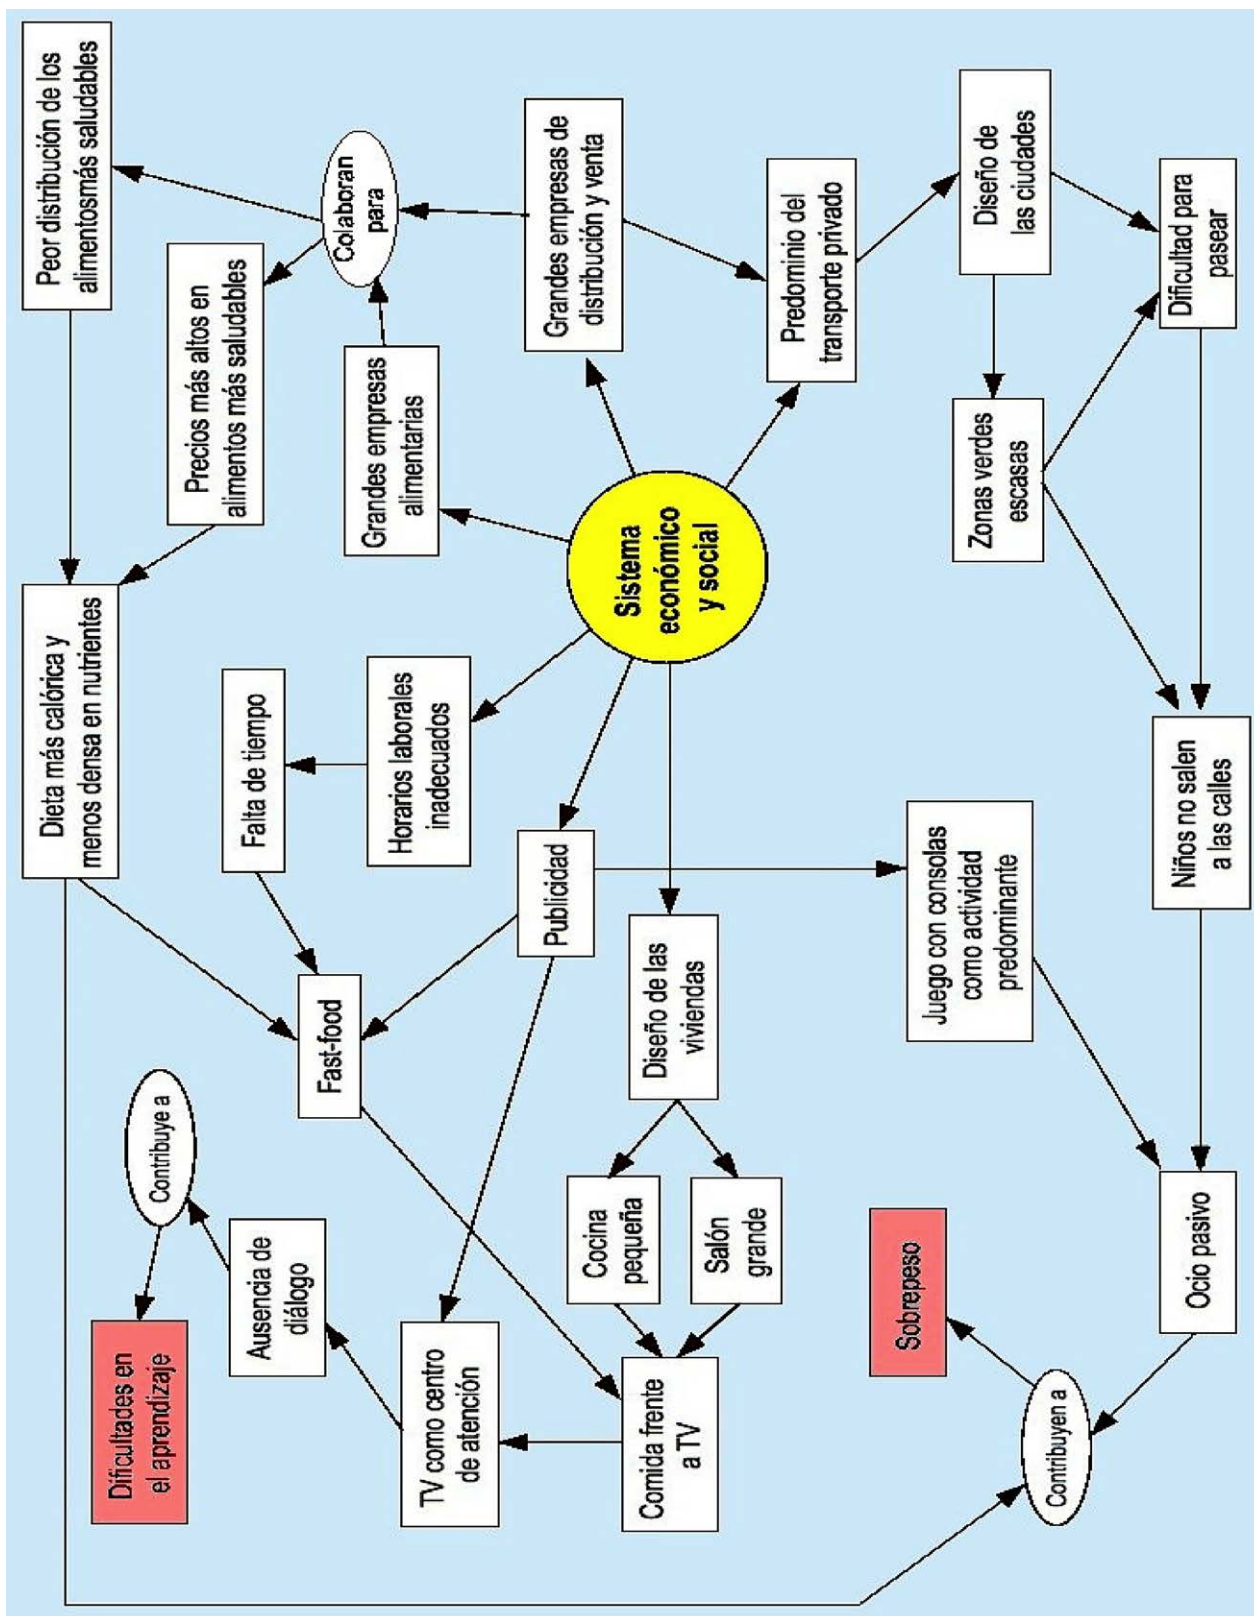 Dieta más calórica y
menos densa en nutrientes
Peor distribución de los
alimentosmás saludables
Dificultades en
el aprendizaje
Contribuye a
Precios más altos en
alimentos más saludables
Falta de tiempo
Ausencia de
diálogo
Fast-food
Colaboran
para
Grandes empresas
alimentarias
Horarios laborales
inadecuados
TV como centro
de atención
Publicidad
Grandes empresas de
distribución y venta
Cocina
pequeña
Sistema
económico
y social
Comida frente
a TV
Diseño de las
viviendas
Salón
grande
Predominio del
transporte privado
Sobrepeso
Juego con consolas
como actividad
predominante
Zonas verdes
escasas
Diseño de
las ciudades
Contribuyen a
Ocio pasivo
Niños no salen
a las calles
Dificultad para
pasear